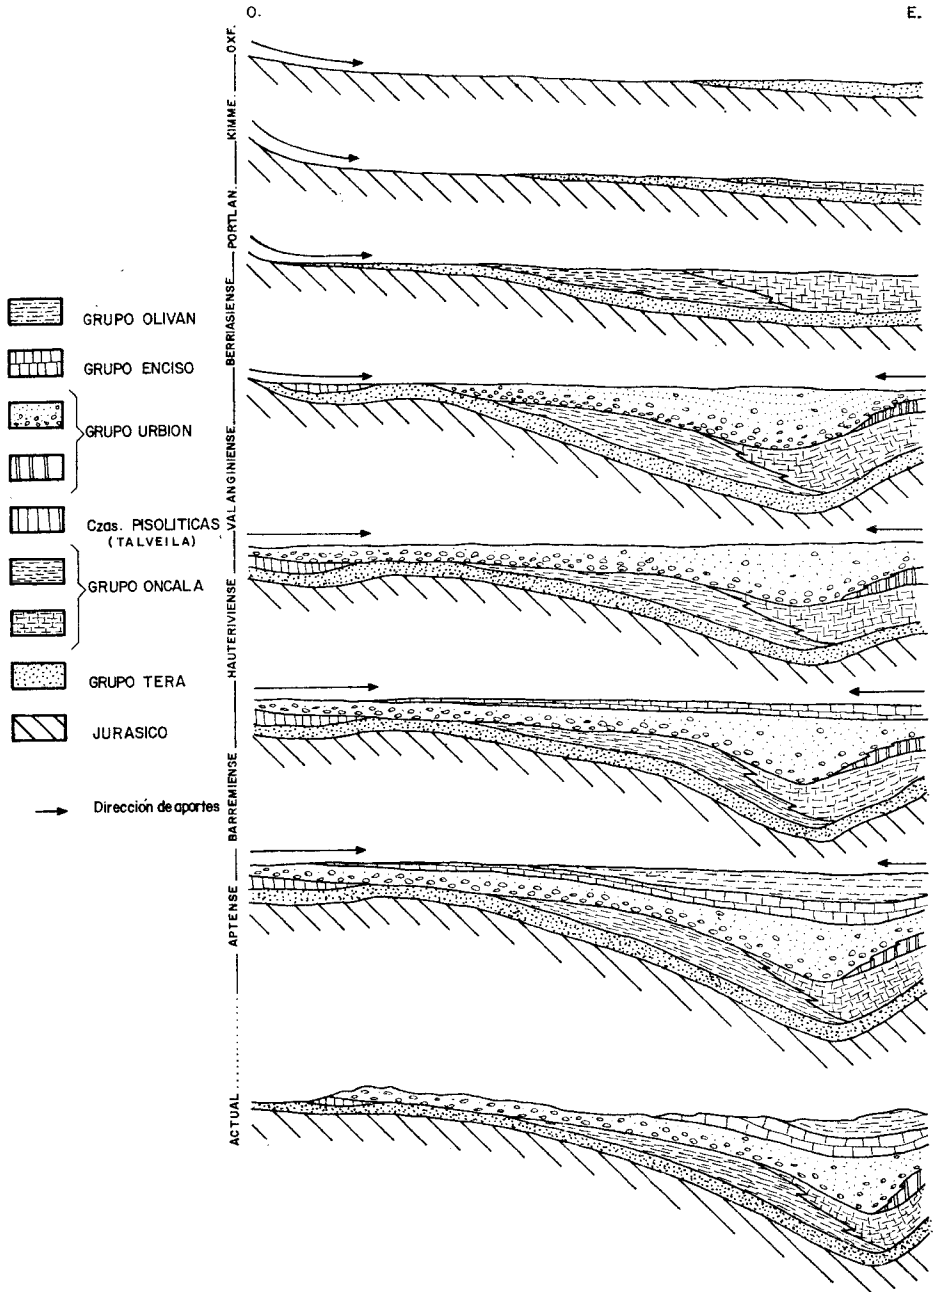 O.
E.
OXF.
KIMME.
PORTLAN.
BERRIASIENSE
VALANGINIENSE
HAUTERIVIENSE
BARREMIENSE
APTENSE
ACTUAL
GRUPO OLIVAN
GRUPO ENCISO
GRUPO URBION
Czas. PISOLITICAS
(TALVEILA)
GRUPO ONCALA
GRUPO TERA
JURASICO
Dirección de aportes